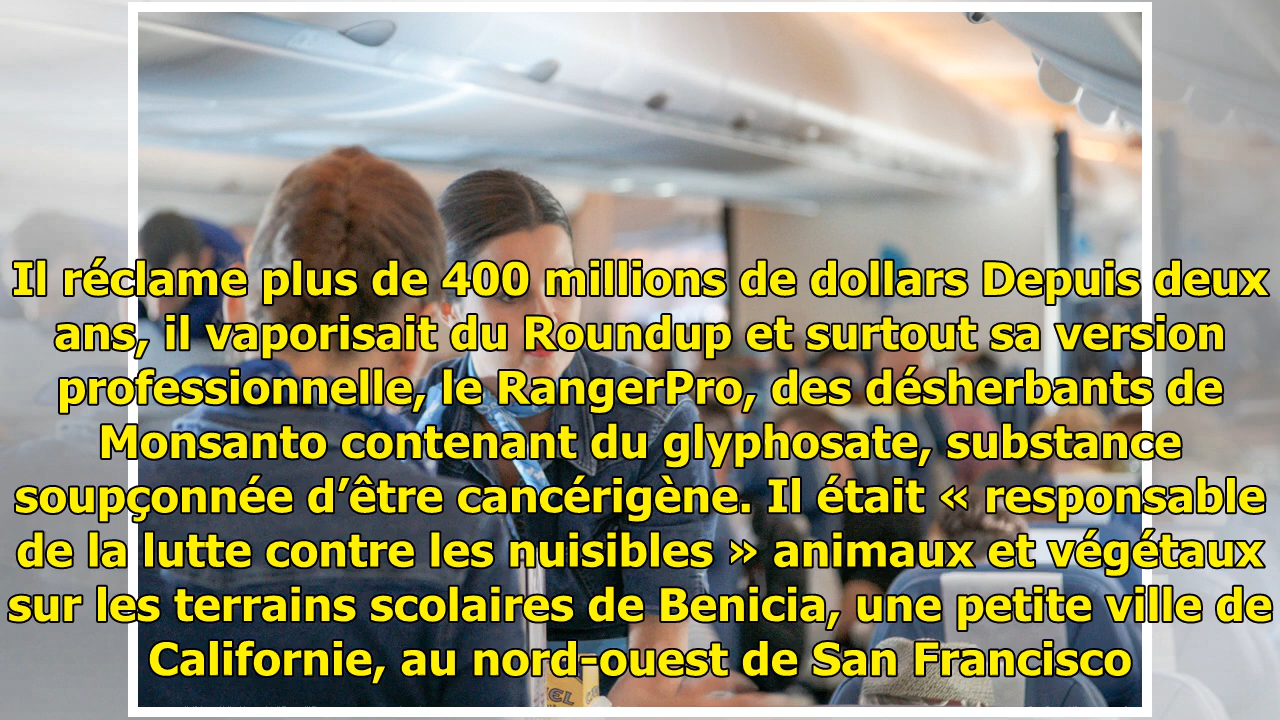 Il réclame plus de 400 millions de dollars Depuis deux
ans, il vaporisait du Roundup et surtout sa version
professionnelle, le RangerPro, des désherbants de
Monsanto contenant du glyphosate, substance
soupçonnée d’être cancérigène. Il était « responsable
de la lutte contre les nuisibles » animaux et végétaux
sur les terrains scolaires de Benicia, une petite ville de
Californie, au nord-ouest de San Francisco